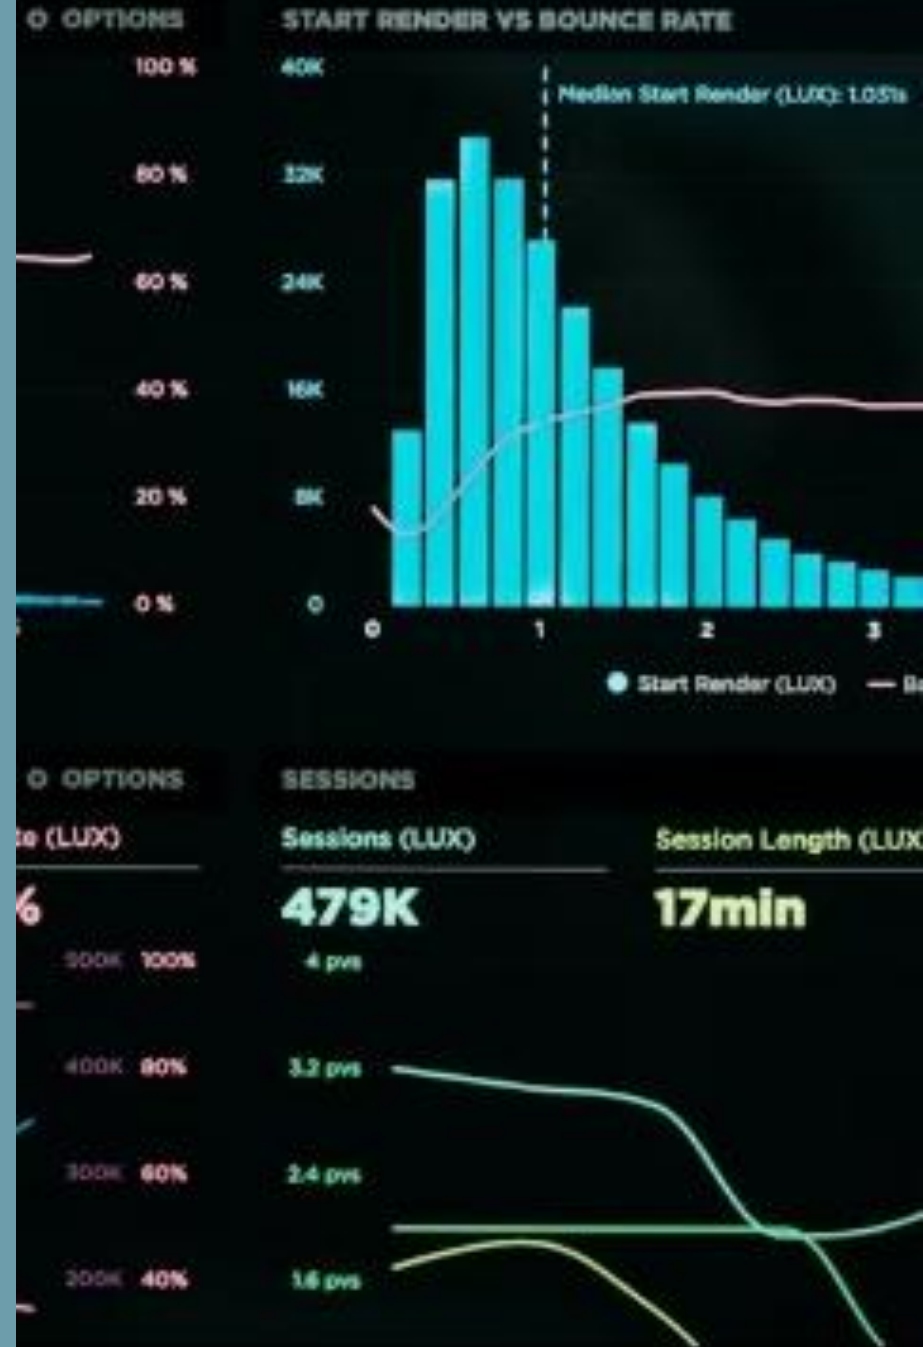 OPTIONS
START RENDER VS BOUNCE RATE
100 %
40K
Median Start Render (LUX): 1.031s
80 %
32K
60 %
24K
40 %
16K
20 %
8K
0 %
0
0
1
2
3
Start Render (LUX)
OPTIONS
SESSIONS
(LUX)
Sessions (LUX)
Session Length (LUX
%
479K
17min
500K 100%
4 pvs
400K 80%
3.2 pvs
300K 60%
2.4 pvs
200K 40%
1.6 pvs